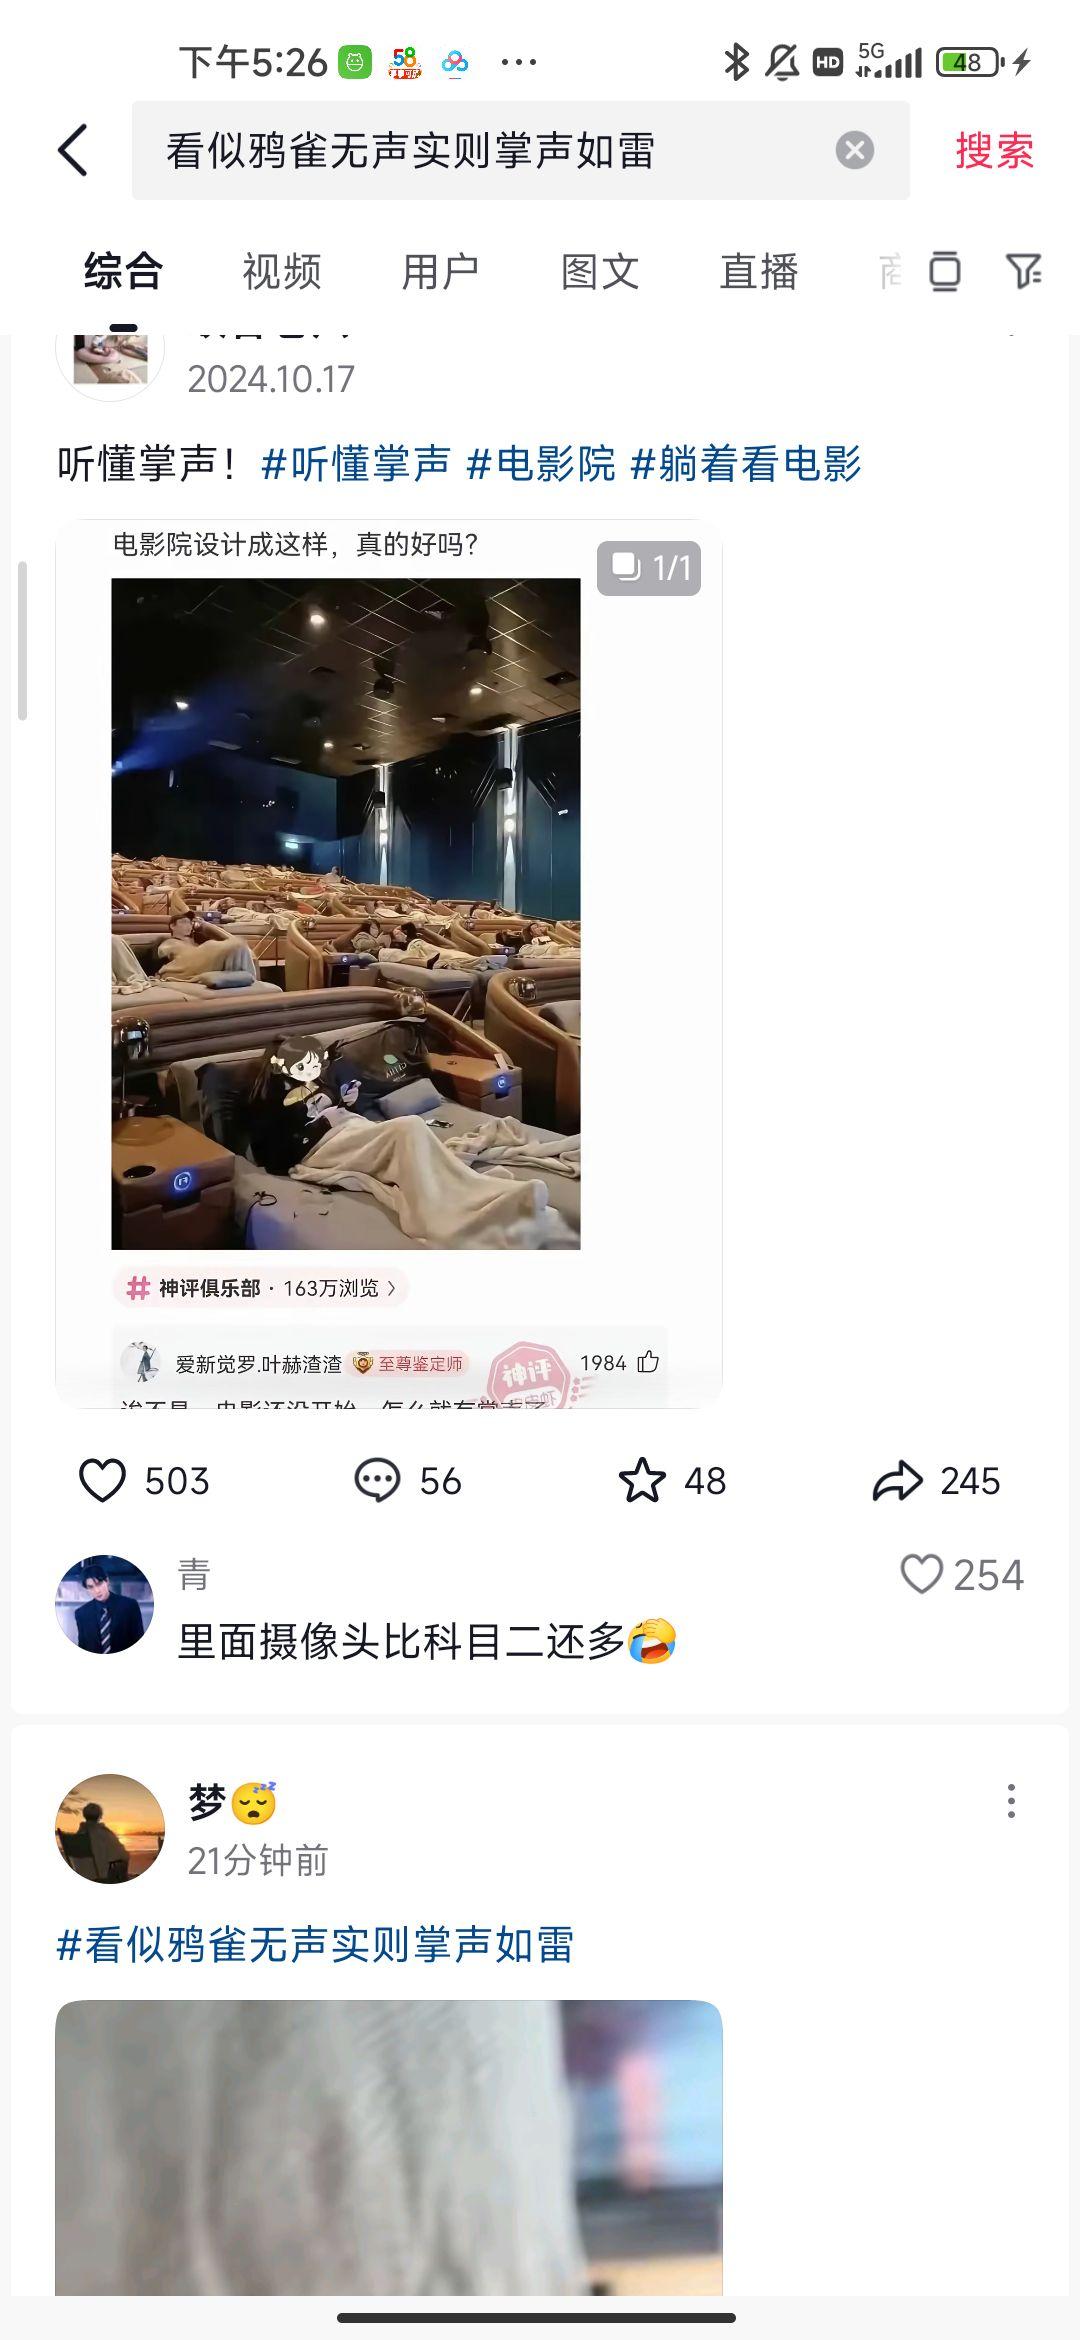 下午5:26
58
HD
5G
48
看似鸦雀无声实则掌声如雷
搜索
综合
视频
用户
图文
直播
2024.10.17
听懂掌声！#听懂掌声 #电影院 #躺着看电影
电影院设计成这样，真的好吗？
1/1
#神评俱乐部 · 163万浏览 >
爱新觉罗.叶赫渣渣
至尊鉴定师
神评
1984
503
56
48
245
青
254
里面摄像头比科目二还多
梦
21分钟前
#看似鸦雀无声实则掌声如雷